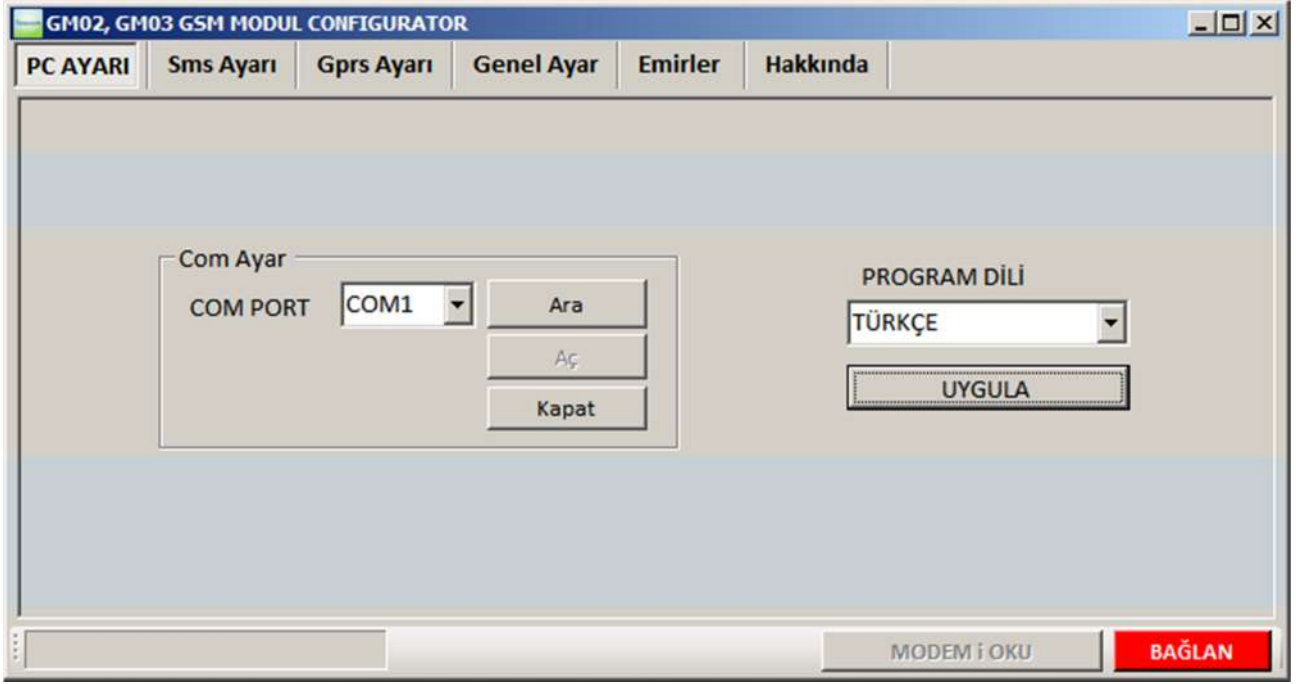 GM02, GM03 GSM MODUL CONFIGURATOR
PC AYARI Sms Ayarı Gprs Ayarı Genel Ayar Emirler Hakkında
Com Ayar
COM PORT COM1 Ara
Aç
Kapat
PROGRAM DİLİ
TÜRKÇE
UYGULA
MODEM i OKU BAĞLAN